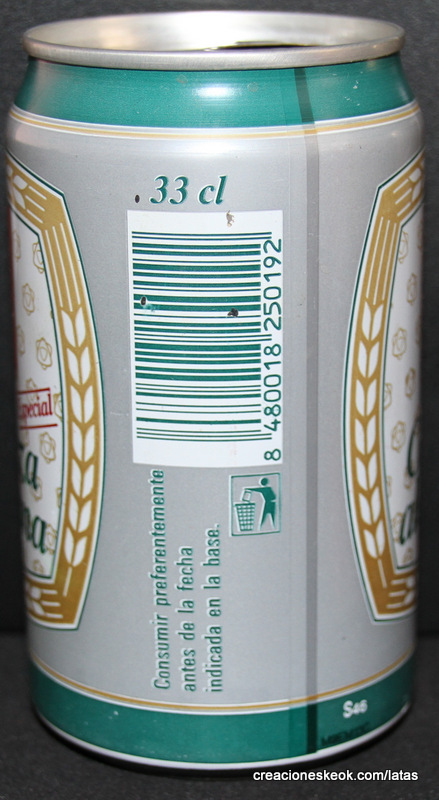 33 cl
8 480018 250192
Consumir preferentemente
antes de la fecha
indicada en la base.
especial
S46
creacioneskeok.com/latas